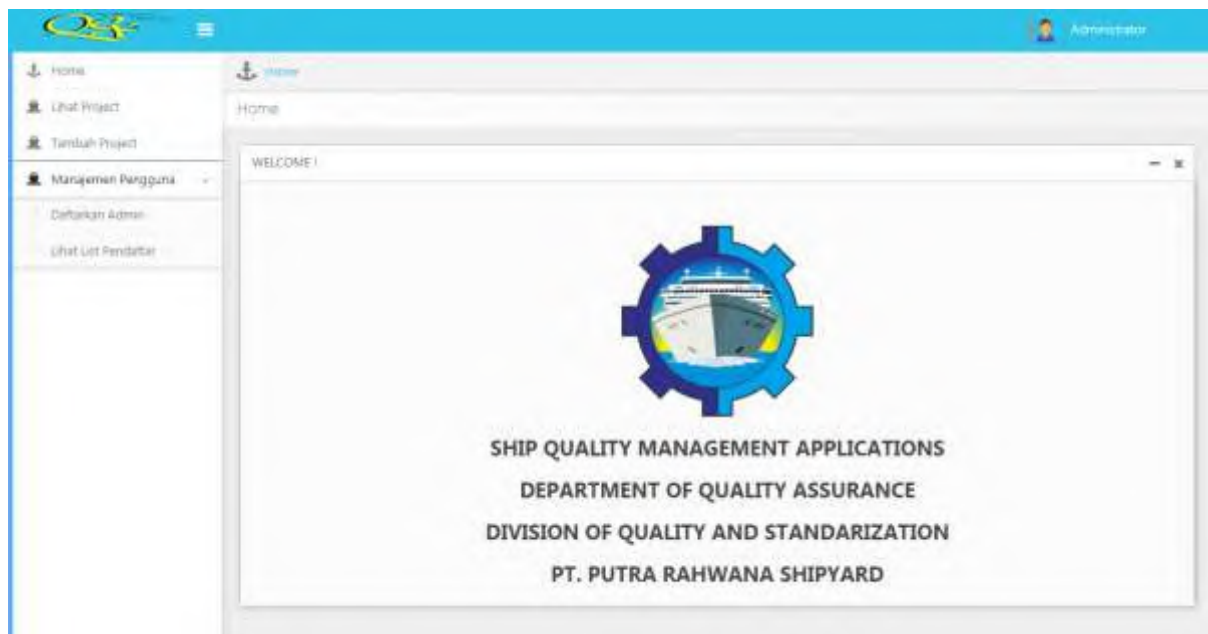 Administrator
Home
Lihat Project
Tambah Project
Manajemen Pengguna
Daftarkan Admin
Lihat List Pendaftar
Home
Home
WELCOME !
SHIP QUALITY MANAGEMENT APPLICATIONS
DEPARTMENT OF QUALITY ASSURANCE
DIVISION OF QUALITY AND STANDARIZATION
PT. PUTRA RAHWANA SHIPYARD